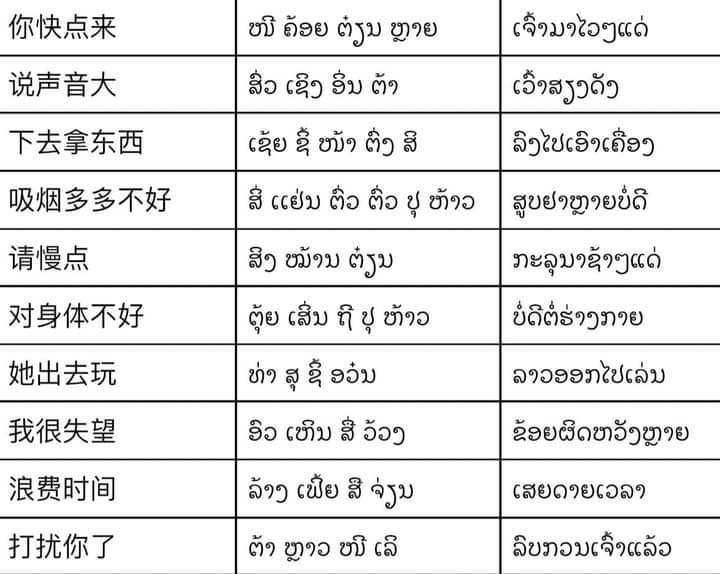 你快点来 ໜີ ຄ້ອຍ ຕ່ຽນ ຫຼາຍ ເຈົ້າມາໄວໆແດ່
说声音大 ສົ່ວ ເຊິງ ອິ່ນ ຕ້າ ເວົ້າສຽງດັງ
下去拿东西 ເຊ້ຍ ຊຶ້ ໜ້າ ຕົ່ງ ສິ ລົງໄປເອົາເຄື່ອງ
吸烟多多不好 ສິ່ ແຢ່ນ ຕົ່ວ ຕົ່ວ ປຸ ຫ້າວ ສູບຢາຫຼາຍບໍ່ດີ
请慢点 ສິງ ໝ້ານ ຕ່ຽນ ກະລຸນາຊ້າໆແດ່
对身体不好 ຕຸ້ຍ ເສິ່ນ ຖີ ປຸ ຫ້າວ ບໍ່ດີຕໍ່ຮ່າງກາຍ
她出去玩 ທ່າ ສຸ ຊຶ້ ອວ໋ນ ລາວອອກໄປເລ່ນ
我很失望 ອົວ ເຫິນ ສື່ ວ້ວງ ຂ້ອຍຜິດຫວັງຫຼາຍ
浪费时间 ລ້າງ ເຟີ້ຍ ສື ຈ່ຽນ ເສຍດາຍເວລາ
打扰你了 ຕ້າ ຫຼາວ ໜີ ເລິ ລົບກວນເຈົ້າແລ້ວ